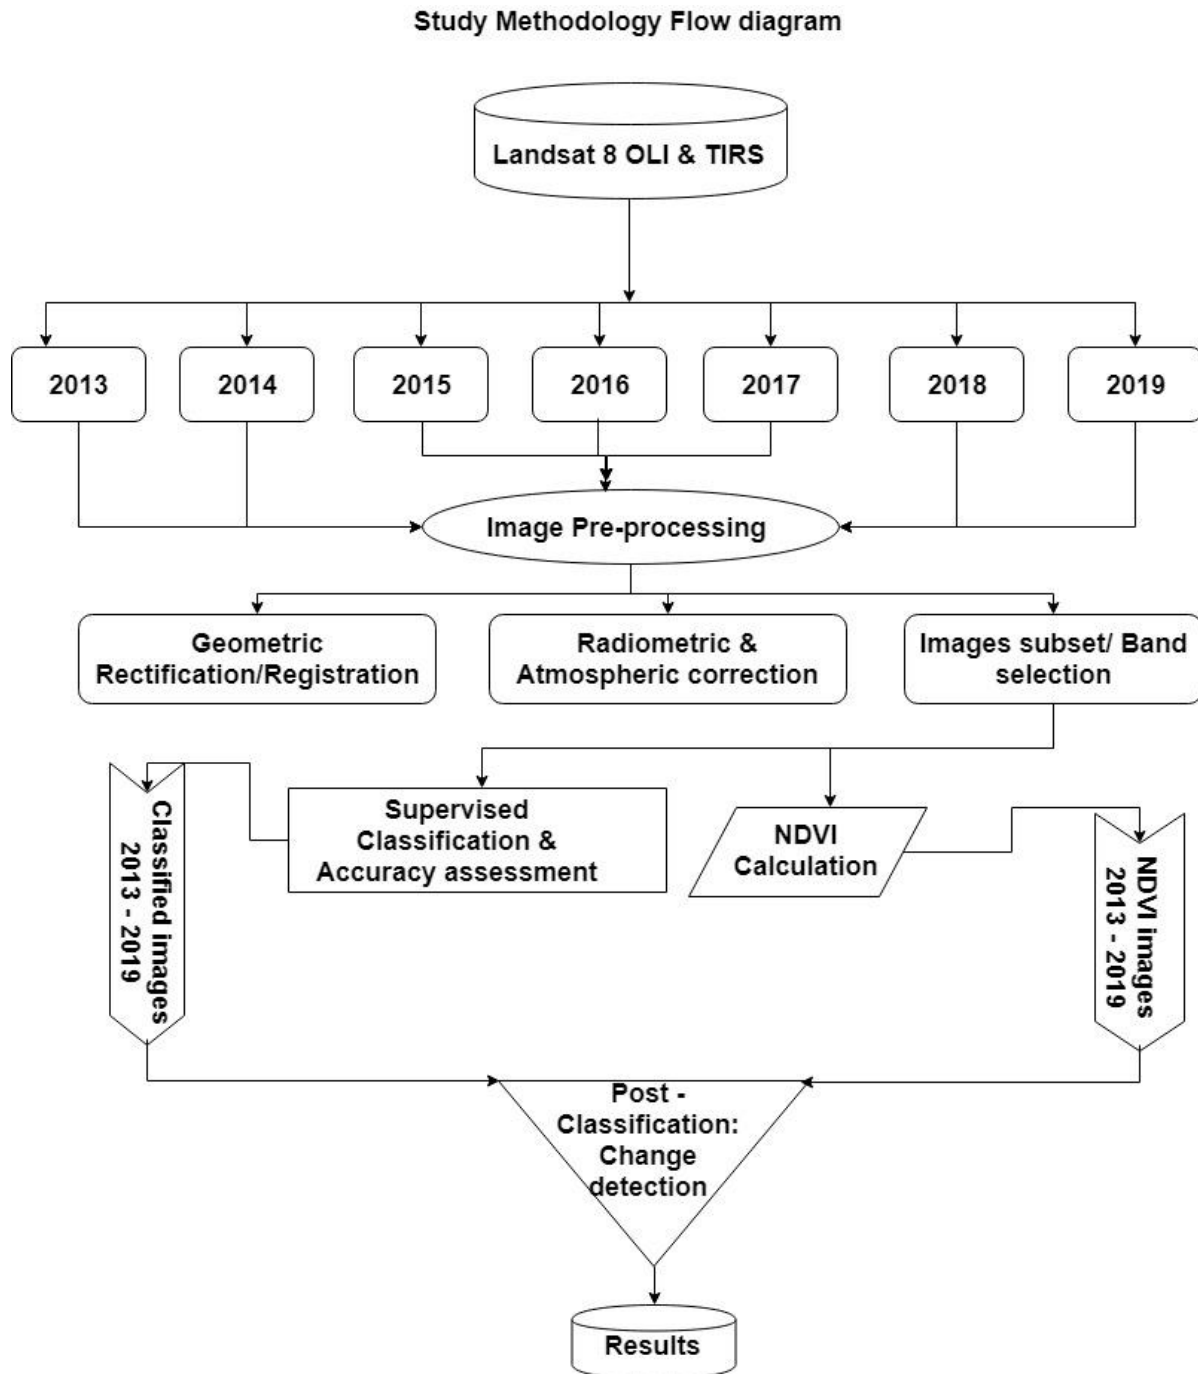 Study Methodology Flow diagram
Landsat 8 OLI & TIRS
2013
2014
2015
2016
2017
2018
2019
Image Pre-processing
Geometric
Rectification/Registration
Radiometric &
Atmospheric correction
Images subset/ Band
selection
Supervised
Classification &
Accuracy assessment
NDVI
Calculation
Classified images
2013 - 2019
NDVI images
2013 - 2019
Post -
Classification:
Change
detection
Results